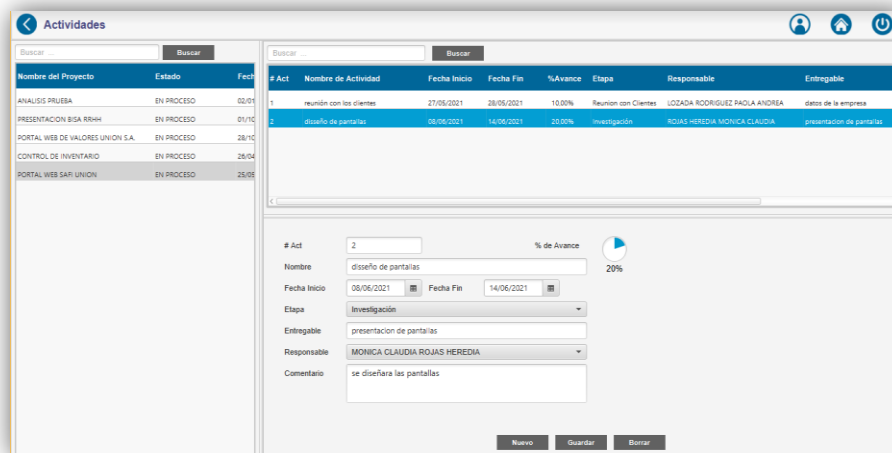 Actividades
Buscar ... Buscar
Nombre del Proyecto Estado Fech
ANALISIS PRUEBA EN PROCESO 02/01
PRESENTACION BISA RRHH EN PROCESO 01/10
PORTAL WEB DE VALORES UNION S.A. EN PROCESO 28/10
CONTROL DE INVENTARIO EN PROCESO 26/04
PORTAL WEB SAFI UNION EN PROCESO 25/05
Buscar ... Buscar
# Act Nombre de Actividad Fecha Inicio Fecha Fin %Avance Etapa Responsable Entregable
1 reunión con los clientes 27/05/2021 28/05/2021 10,00% Reunion con Clientes LOZADA RODRIGUEZ PAOLA ANDREA datos de la empresa
2 disseño de pantallas 08/06/2021 14/06/2021 20.00% Investigación ROJAS HEREDIA MONICA CLAUDIA presentacion de pantallas
# Act 2 % de Avance
20%
Nombre disseño de pantallas
Fecha Inicio 08/06/2021 Fecha Fin 14/06/2021
Etapa Investigación
Entregable presentacion de pantallas
Responsable MONICA CLAUDIA ROJAS HEREDIA
Comentario se diseñara las pantallas
Nuevo Guardar Borrar